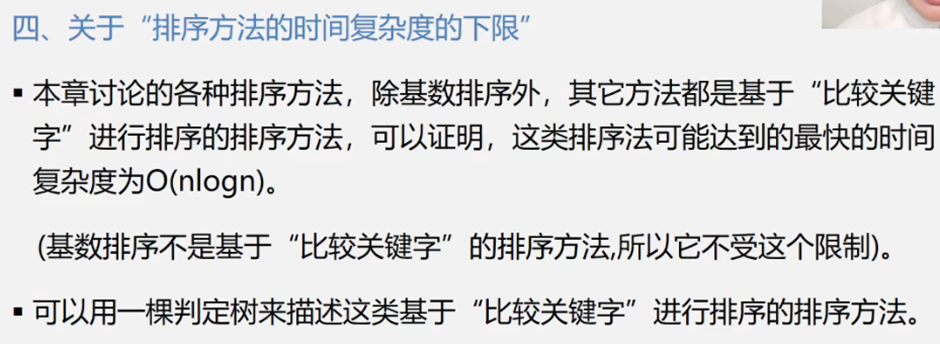 四、关于“排序方法的时间复杂度的下限”
▪ 本章讨论的各种排序方法，除基数排序外，其它方法都是基于“比较关键
字”进行排序的排序方法，可以证明，这类排序法可能达到的最快的时间
复杂度为O(nlogn)。
(基数排序不是基于“比较关键字”的排序方法,所以它不受这个限制)。
▪ 可以用一棵判定树来描述这类基于“比较关键字”进行排序的排序方法。